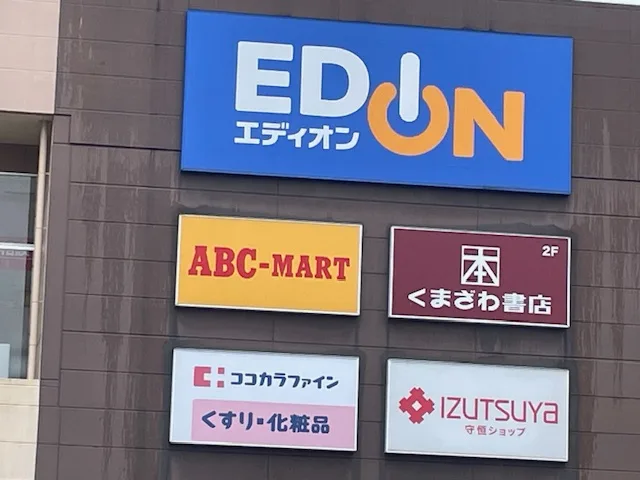 EDION
エディオン
ABC-MART
本
2F
くまざわ書店
ココカラファイン
くすり・化粧品
IZUTSUYA
守恒ショップ